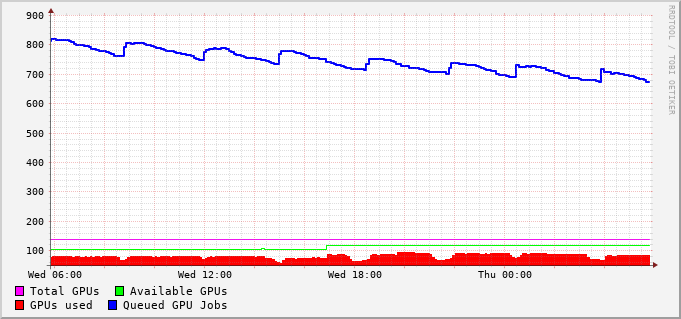 900
800
700
600
500
400
300
200
100
Wed 06:00 Wed 12:00 Wed 18:00 Thu 00:00
Total GPUs Available GPUs
GPUs used Queued GPU Jobs
RRDTOOL / TOBI OETIKER